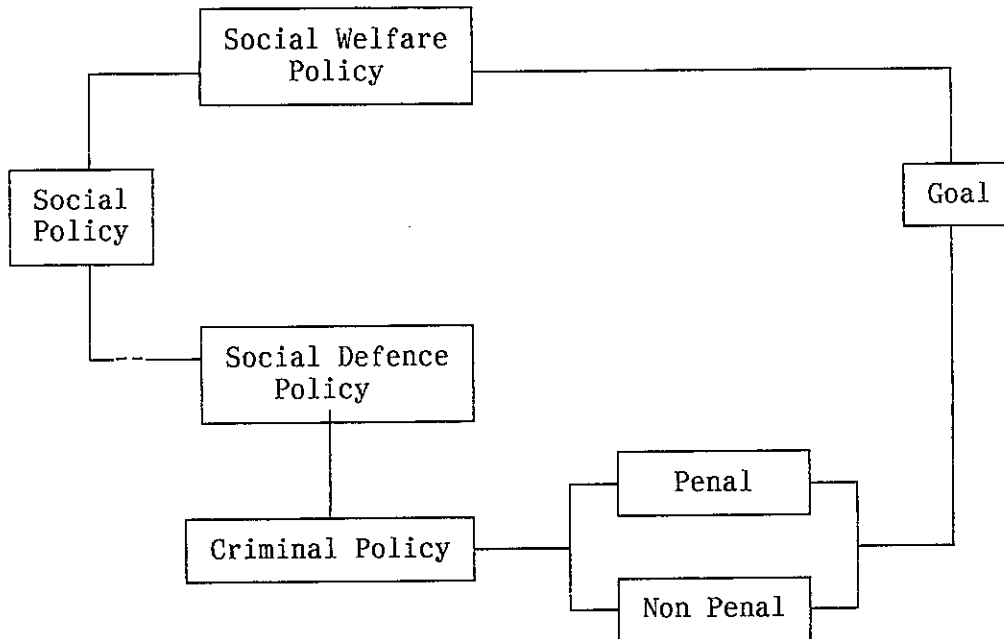 Social Welfare
Policy
Social
Policy
Goal
Social Defence
Policy
Penal
Criminal Policy
Non Penal